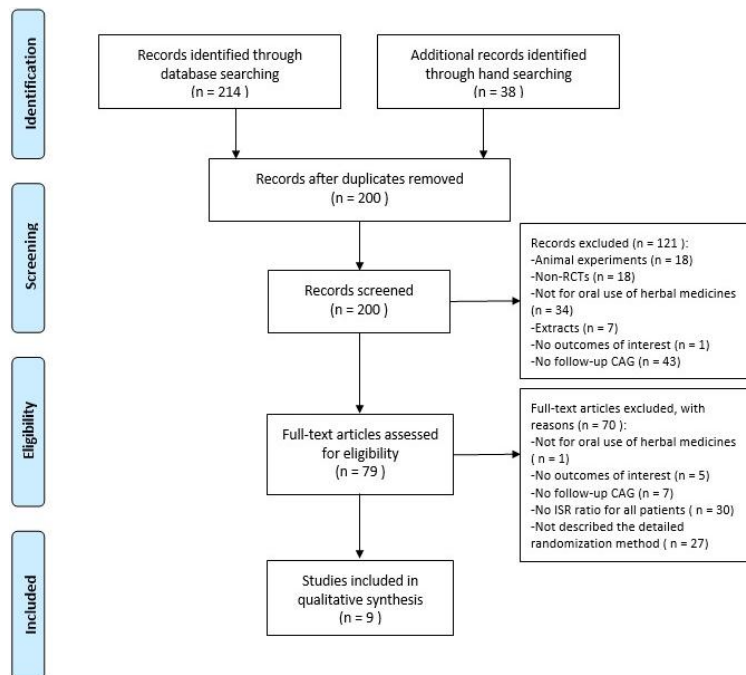 Identification
Records identified through
database searching
(n = 214 )
Additional records identified
through hand searching
(n = 38 )
Records after duplicates removed
(n = 200 )
Screening
Records screened
(n = 200 )
Records excluded (n = 121 ):
-Animal experiments (n = 18)
-Non-RCTs (n = 18)
-Not for oral use of herbal medicines
(n = 34)
-Extracts (n = 7)
-No outcomes of interest (n = 1)
-No follow-up CAG (n = 43)
Eligibility
Full-text articles assessed
for eligibility
(n = 79 )
Full-text articles excluded, with
reasons (n = 70 ):
-Not for oral use of herbal medicines
( n = 1)
-No outcomes of interest (n = 5)
-No follow-up CAG (n = 7)
-No ISR ratio for all patients ( n = 30)
-Not described the detailed
randomization method ( n = 27)
Included
Studies included in
qualitative synthesis
(n = 9 )